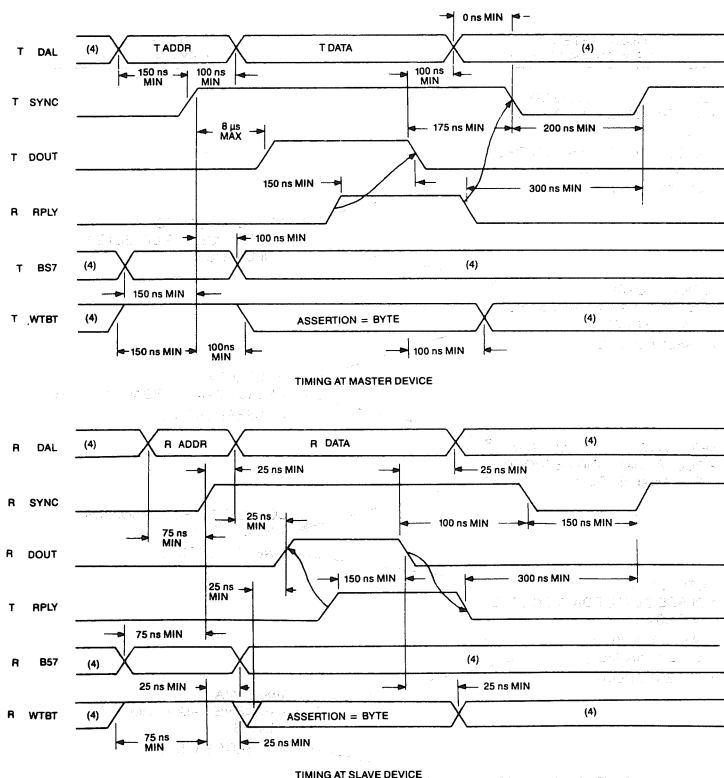 0 ns MIN
T DAL (4) T ADDR T DATA (4)
150 ns MIN 100 ns MIN 100 ns MIN
T SYNC
8 µs MAX 175 ns MIN 200 ns MIN
T DOUT
150 ns MIN 300 ns MIN
R RPLY
100 ns MIN
T BS7 (4) (4)
150 ns MIN
T WTBT (4) ASSERTION = BYTE (4)
150 ns MIN 100ns MIN 100 ns MIN
TIMING AT MASTER DEVICE
R DAL (4) R ADDR R DATA (4)
25 ns MIN 25 ns MIN
R SYNC
75 ns MIN 25 ns MIN 100 ns MIN 150 ns MIN
R DOUT
25 ns MIN 150 ns MIN 300 ns MIN
T RPLY
75 ns MIN
R B57 (4) (4)
25 ns MIN 25 ns MIN
R WTBT (4) ASSERTION = BYTE (4)
75 ns MIN 25 ns MIN
TIMING AT SLAVE DEVICE